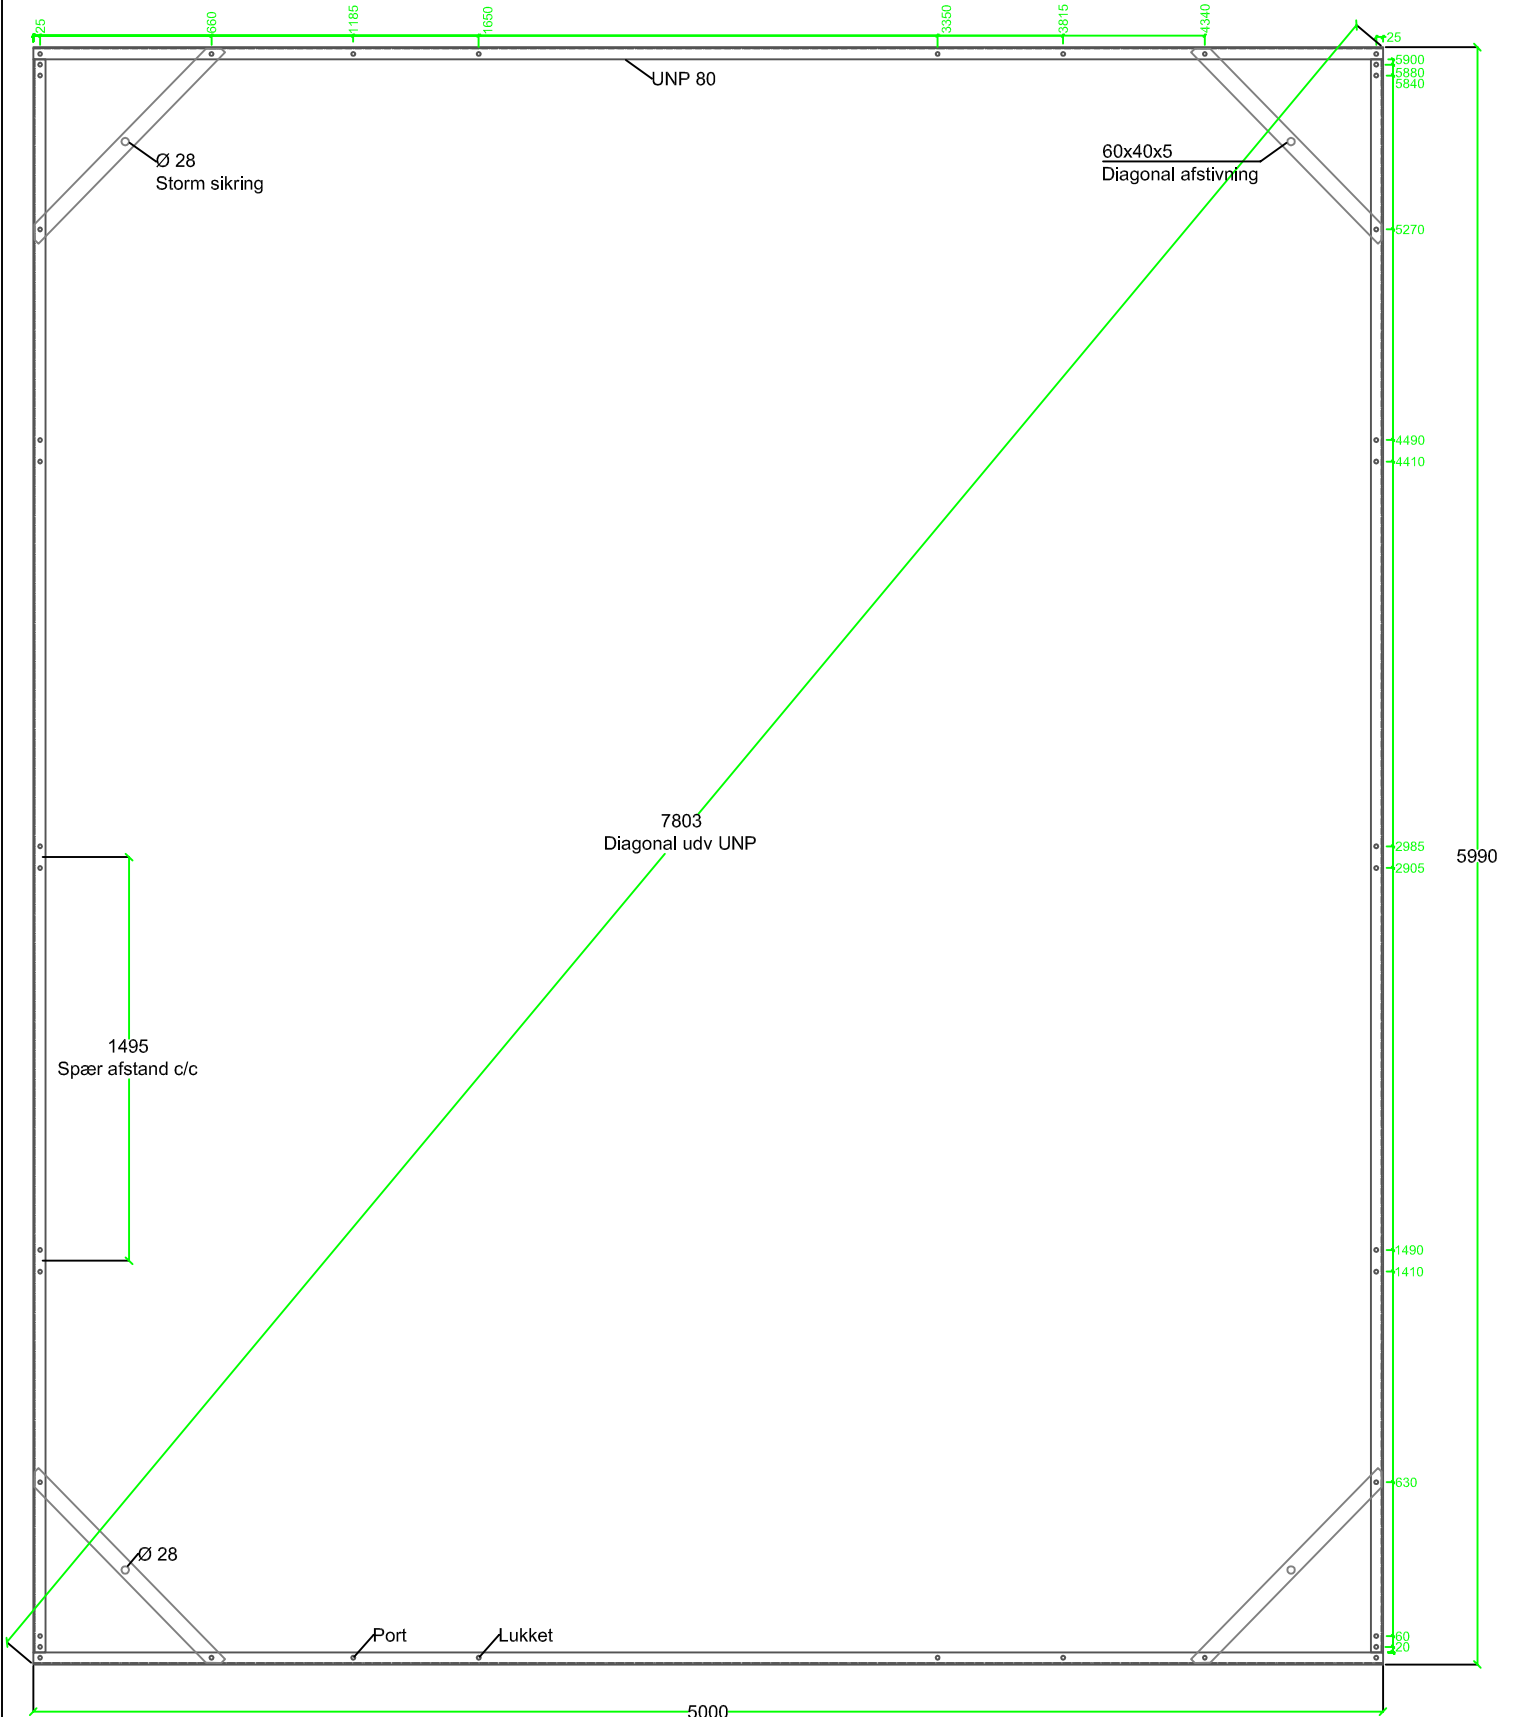 25
660
1185
1650
3350
3815
4340
25
5900
5880
5840
UNP 80
Ø 28
Storm sikring
60x40x5
Diagonal afstivning
5270
4490
4410
7803
Diagonal udv UNP
2985
2905
5990
1495
Spær afstand c/c
1490
1410
630
Ø 28
Port
Lukket
60
20
5000